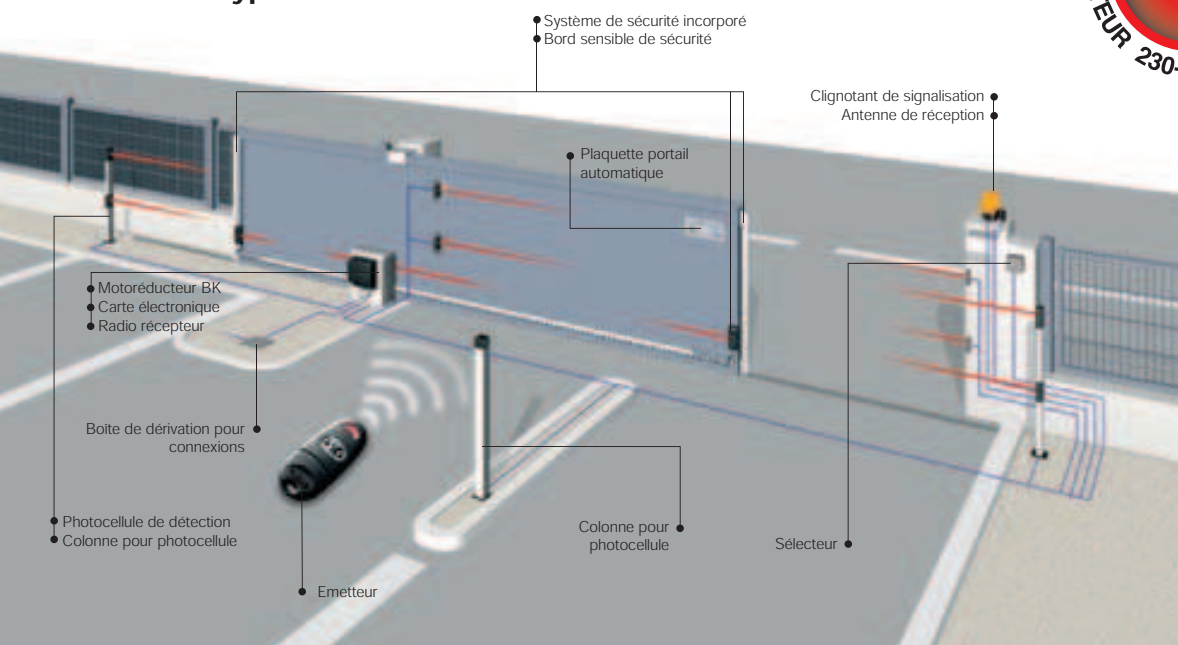 Système de sécurité incorporé
Bord sensible de sécurité
TEUR 230-
Clignotant de signalisation
Antenne de réception
Plaquette portail
automatique
Motoréducteur BK
Carte électronique
Radio récepteur
Boite de dérivation pour
connexions
Photocellule de détection
Colonne pour photocellule
Colonne pour
photocellule
Sélecteur
Emetteur